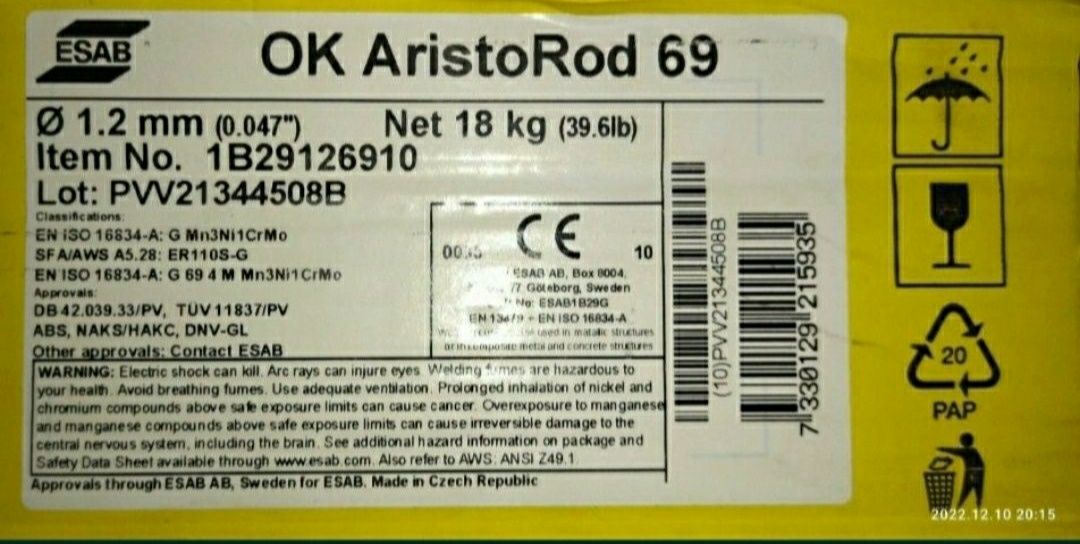 ESAB
OK AristoRod 69
Ø 1.2 mm (0.047") Net 18 kg (39.6lb)
Item No. 1B29126910
Lot: PVV21344508B
Classifications:
EN ISO 16834-A: G Mn3Ni1CrMo
SFA/AWS A5.28: ER110S-G
EN ISO 16834-A: G 69 4 M Mn3Ni1CrMo
Approvals:
DB 42.039.33/PV, TÜV 11837/PV
ABS, NAKS/HAKC, DNV-GL
Other approvals: Contact ESAB
CE
10
ESAB AB, Box 8004,
Göteborg, Sweden
No: ESAB1B29G
EN ISO 16834-A
used in metalic structures
metal and concrete structures
WARNING: Electric shock can kill. Arc rays can injure eyes. Welding fumes are hazardous to
your health. Avoid breathing fumes. Use adequate ventilation. Prolonged inhalation of nickel and
chromium compounds above safe exposure limits can cause cancer. Overexposure to manganese
and manganese compounds above safe exposure limits can cause irreversible damage to the
central nervous system, including the brain. See additional hazard information on package and
Safety Data Sheet available through www.esab.com. Also refer to AWS: ANSI Z49.1
Approvals through ESAB AB, Sweden for ESAB. Made in Czech Republic
(10)PVV21344508B
7 330129 215935
20
PAP
2022.12.10 20:15